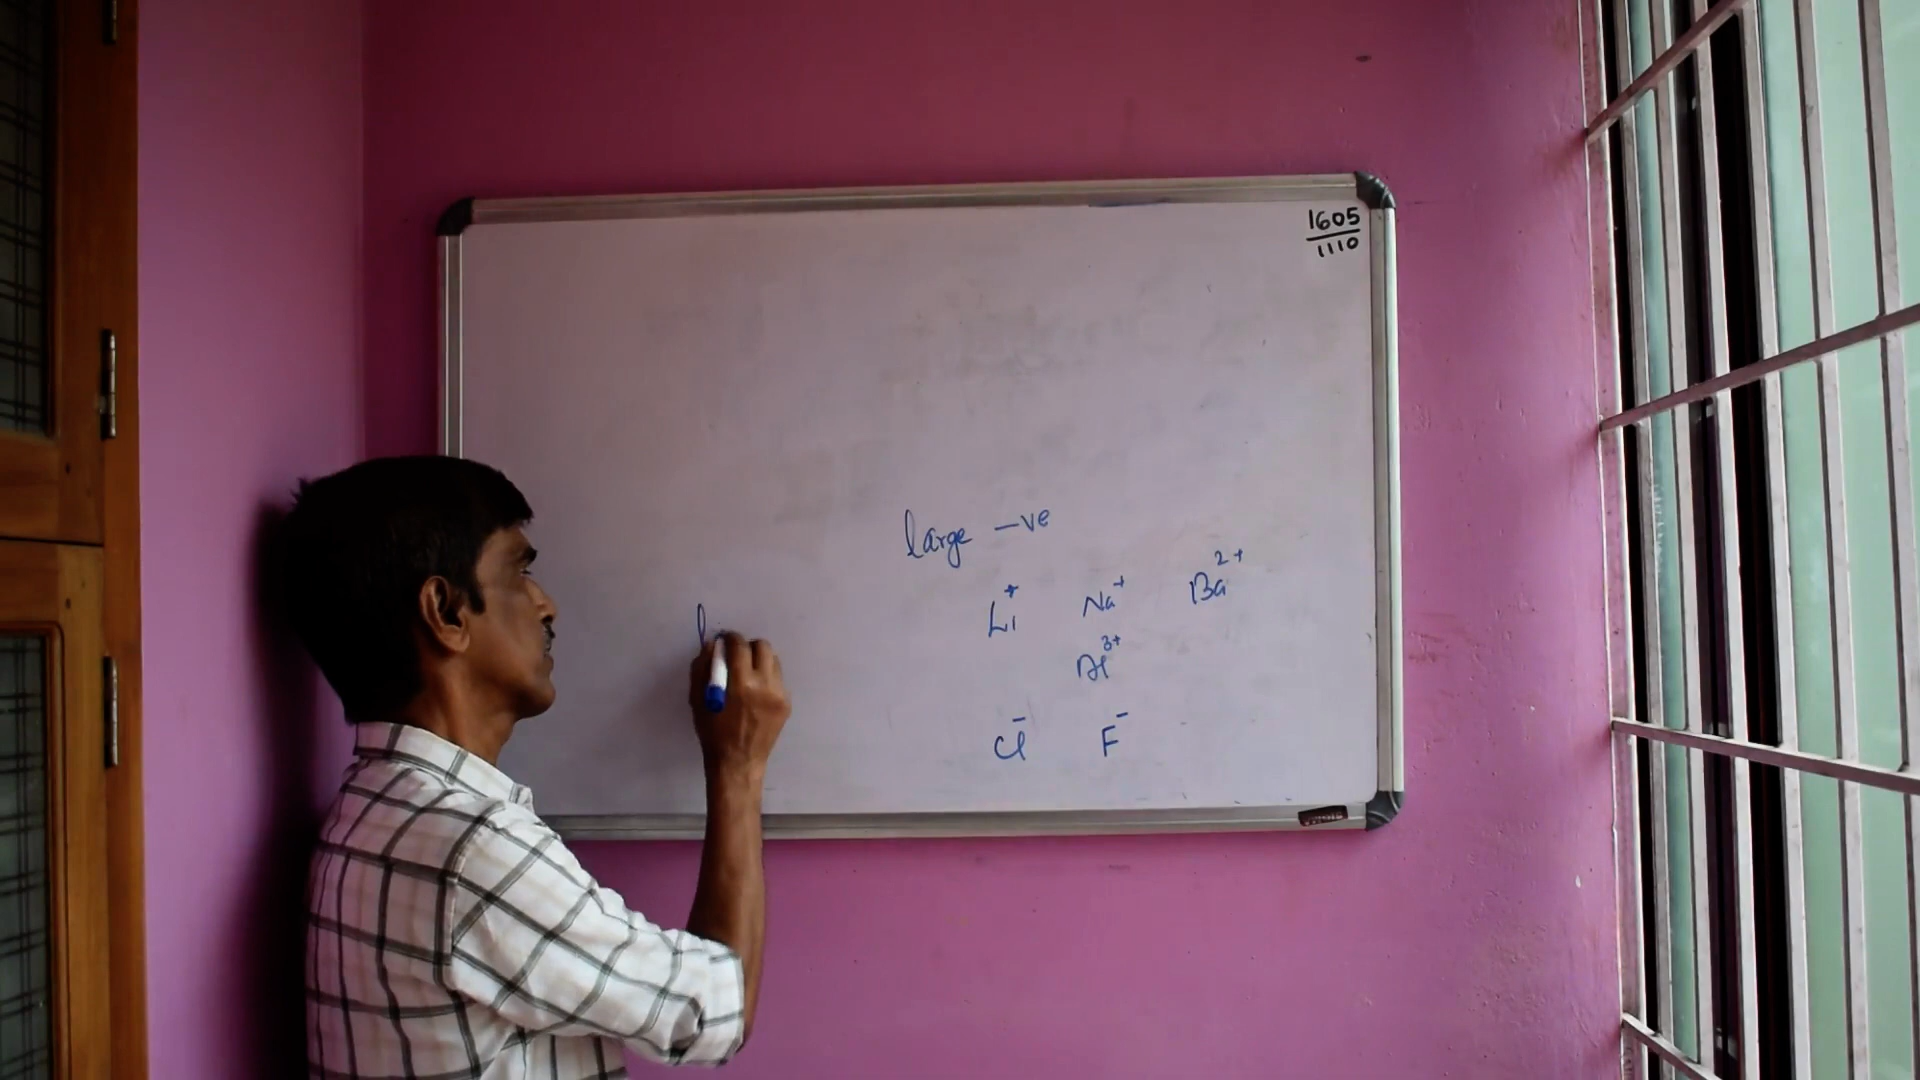 1605
1110
large -ve
Li⁺ Na⁺ Ba²⁺
Al³⁺
Cl⁻ F⁻